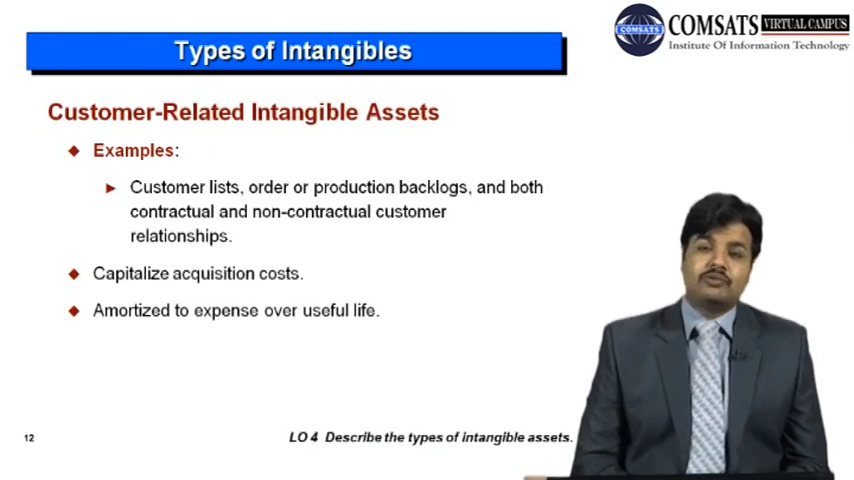 COMSATS VIRTUAL CAMPUS
Institute Of Information Technology
COMSATS
Types of Intangibles
Customer-Related Intangible Assets
Examples:
Customer lists, order or production backlogs, and both
contractual and non-contractual customer
relationships.
Capitalize acquisition costs.
Amortized to expense over useful life.
12
LO 4 Describe the types of intangible assets.